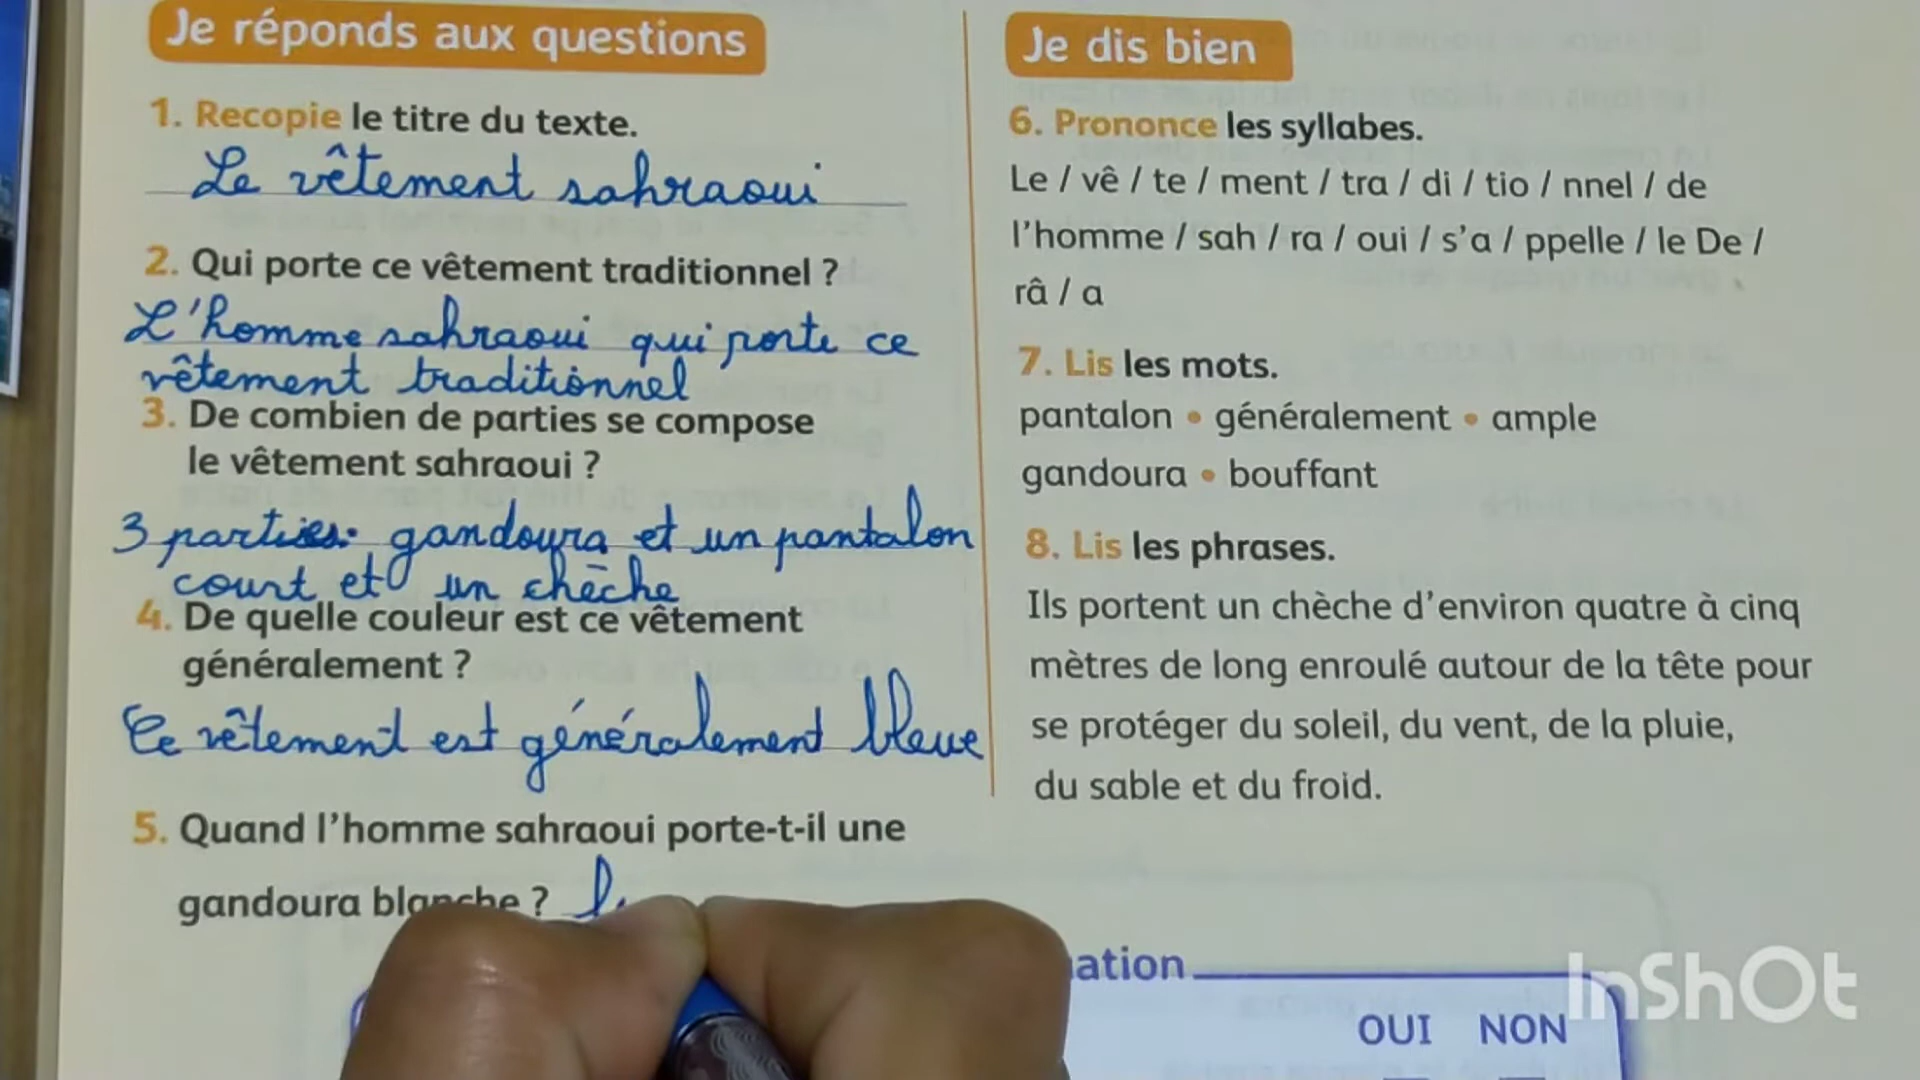 Je réponds aux questions
1. Recopie le titre du texte.
Le vêtement sahraoui
2. Qui porte ce vêtement traditionnel ?
L'homme sahraoui qui porte ce
vêtement traditionnel
3. De combien de parties se compose
le vêtement sahraoui ?
3 parties: gandoura et un pantalon
court et un chèche
4. De quelle couleur est ce vêtement
généralement ?
Ce vêtement est généralement bleue
5. Quand l'homme sahraoui porte-t-il une
gandoura blanche ?
Je dis bien
6. Prononce les syllabes.
Le / vê / te / ment / tra / di / tio / nnel / de
l'homme / sah / ra / oui / s'a / ppelle / le De /
râ / a
7. Lis les mots.
pantalon • généralement • ample
gandoura • bouffant
8. Lis les phrases.
Ils portent un chèche d'environ quatre à cinq
mètres de long enroulé autour de la tête pour
se protéger du soleil, du vent, de la pluie,
du sable et du froid.
OUI NON
InShOt